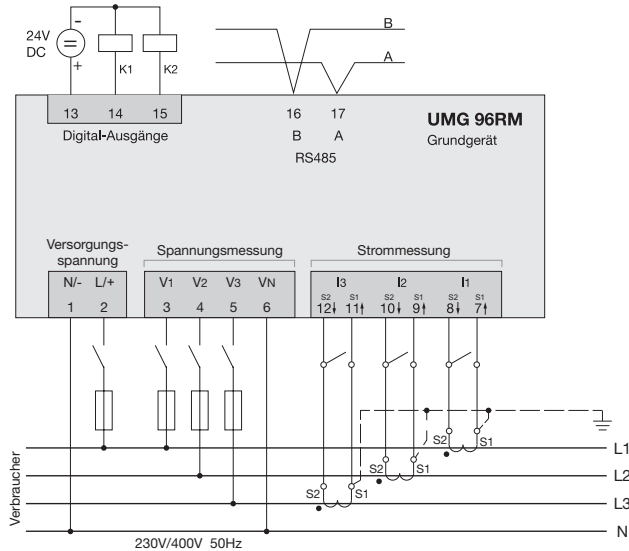 -
24V
DC
+
K1
K2
B
A
13 14 15
Digital-Ausgänge
16 17
B A
RS485
UMG 96RM
Grundgerät
Versorgungs-
spannung
Spannungsmessung
Strommessung
N/- L/+
V1 V2 V3 VN
I3 I2 I1
S2 S1 S2 S1 S2 S1
1 2 3 4 5 6 12 11 10 9 8 7
S2 S1
L1
S2 S1
L2
S2 S1
L3
N
Verbraucher
230V/400V 50Hz